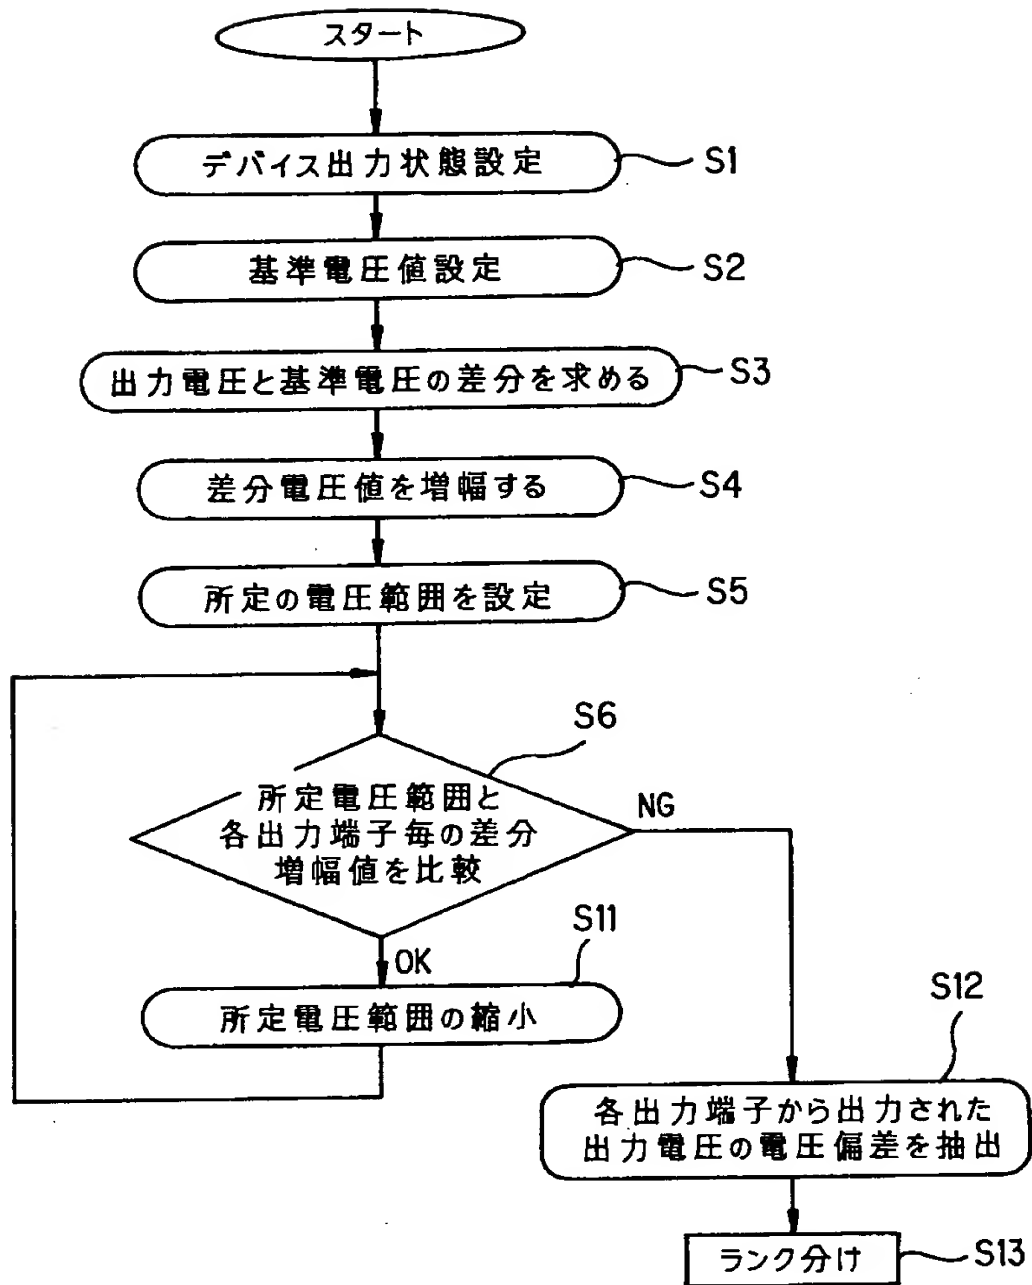 スタート
デバイス出力状態設定
S1
基準電圧値設定
S2
出力電圧と基準電圧の差分を求める
S3
差分電圧値を増幅する
S4
所定の電圧範囲を設定
S5
S6
所定電圧範囲と
各出力端子毎の差分
増幅値を比較
NG
OK
S11
所定電圧範囲の縮小
S12
各出力端子から出力された
出力電圧の電圧偏差を抽出
ランク分け
S13